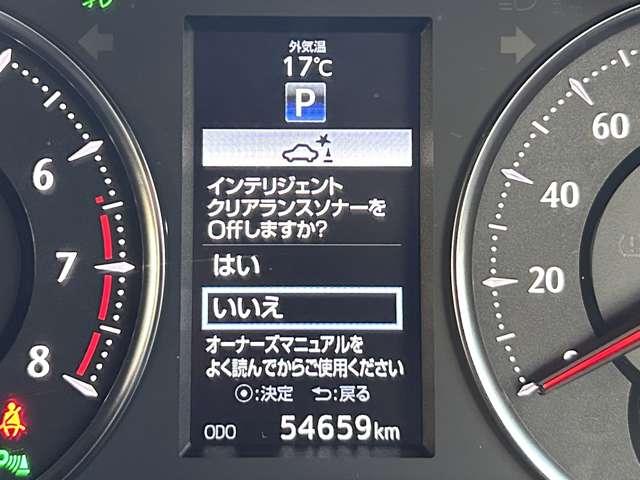 外気温
17℃
P
インテリジェント
クリアランスソナーを
Offしますか?
はい
いいえ
オーナーズマニュアルを
よく読んでからご使用ください
⦿:決定 ⮌:戻る
ODO 54659km
6
7
8
60
40
20